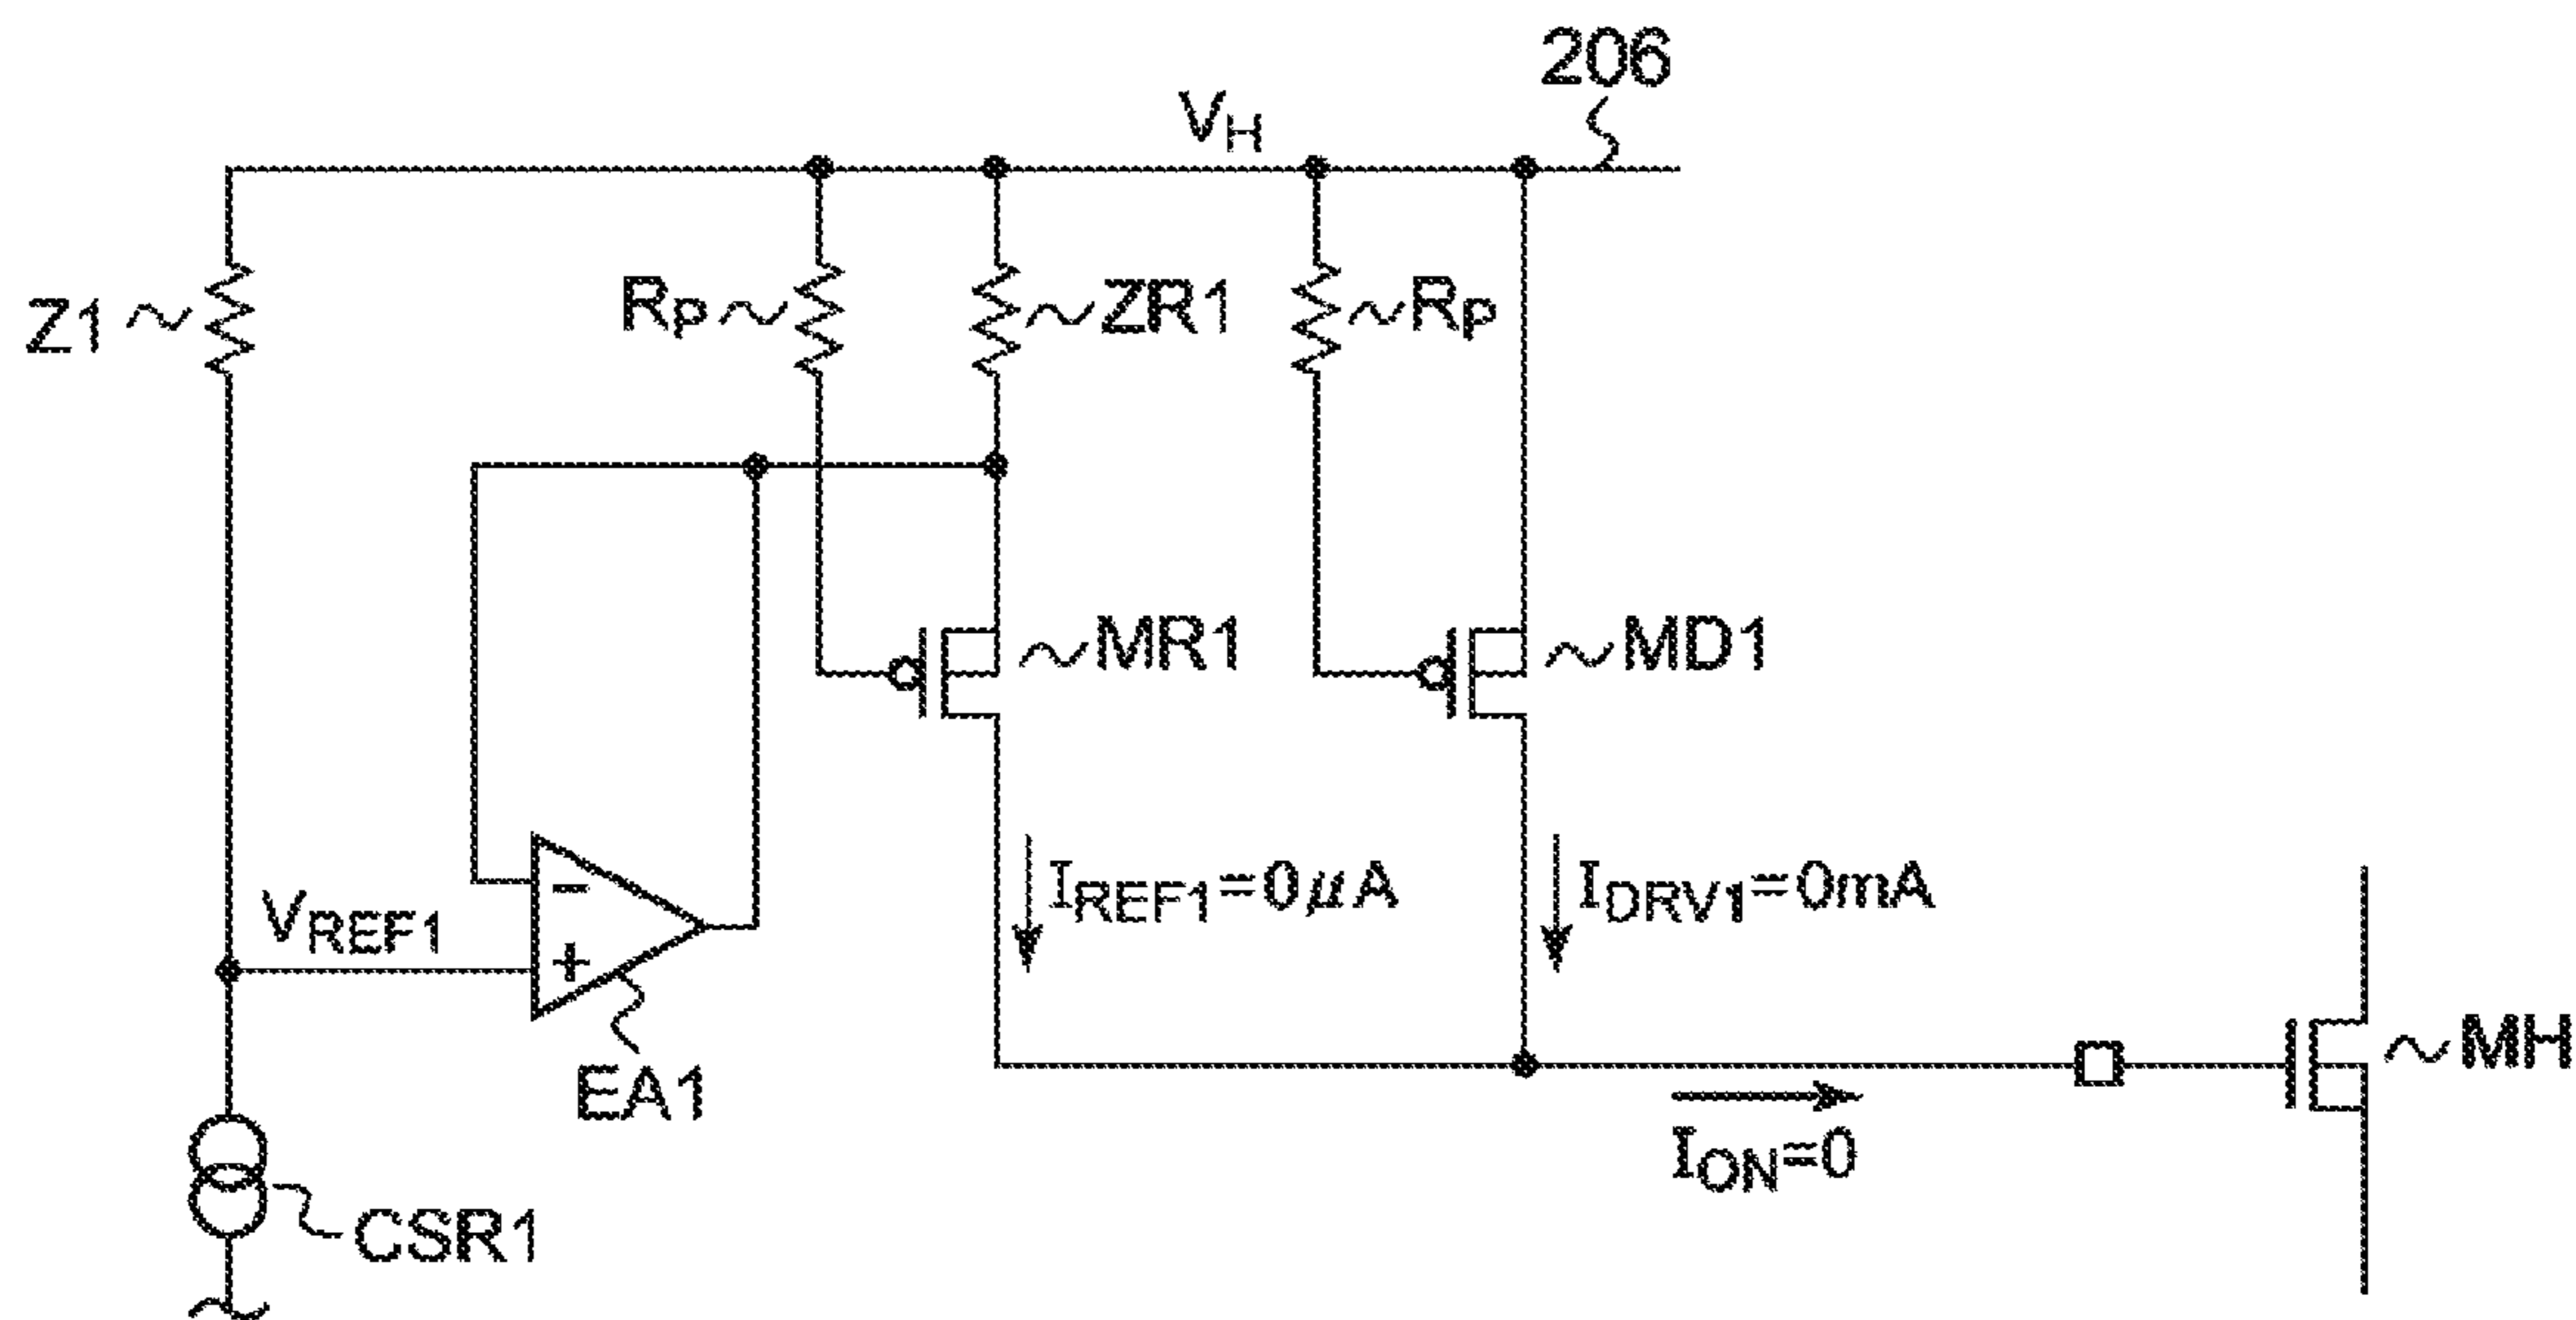 206
VH
Z1
RP
ZR1
RP
MR1
MD1
IREF1=0μA
IDRV1=0mA
VREF1
−
+
EA1
MH
ION=0
CSR1